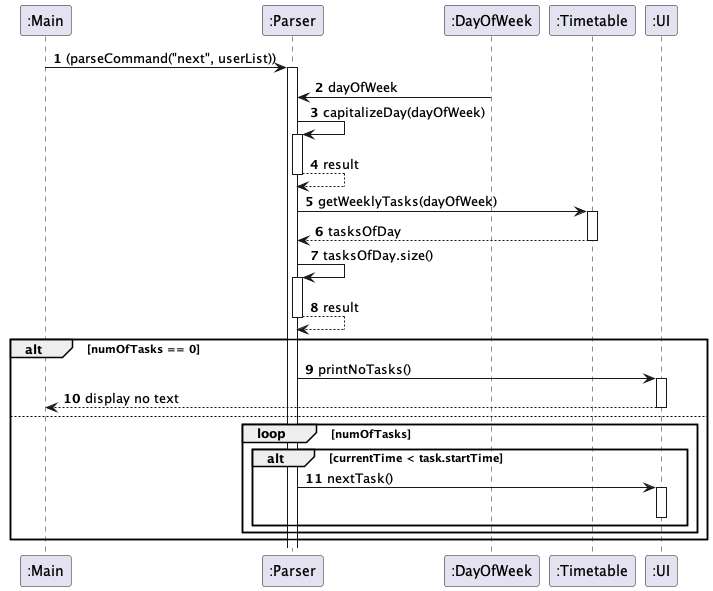 :Main :Parser :DayOfWeek :Timetable :UI
1 (parseCommand("next", userList))
2 dayOfWeek
3 capitalizeDay(dayOfWeek)
4 result
5 getWeeklyTasks(dayOfWeek)
6 tasksOfDay
7 tasksOfDay.size()
8 result
alt [numOfTasks == 0]
9 printNoTasks()
10 display no text
loop [numOfTasks]
alt [currentTime < task.startTime]
11 nextTask()
:Main :Parser :DayOfWeek :Timetable :UI